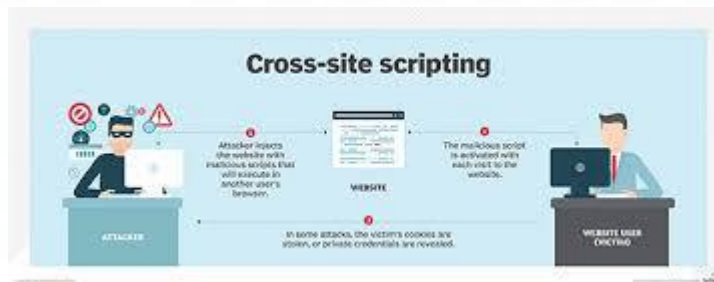 Cross-site scripting
Attacker injects
the website with
malicious scripts that
will execute in
another user's
browser.
WEBSITE
The malicious script
is activated with
each visit to the
website.
In some attacks, the victim's cookies are
stolen, or private credentials are revealed.
ATTACKER
WEBSITE USER
(VICTIM)